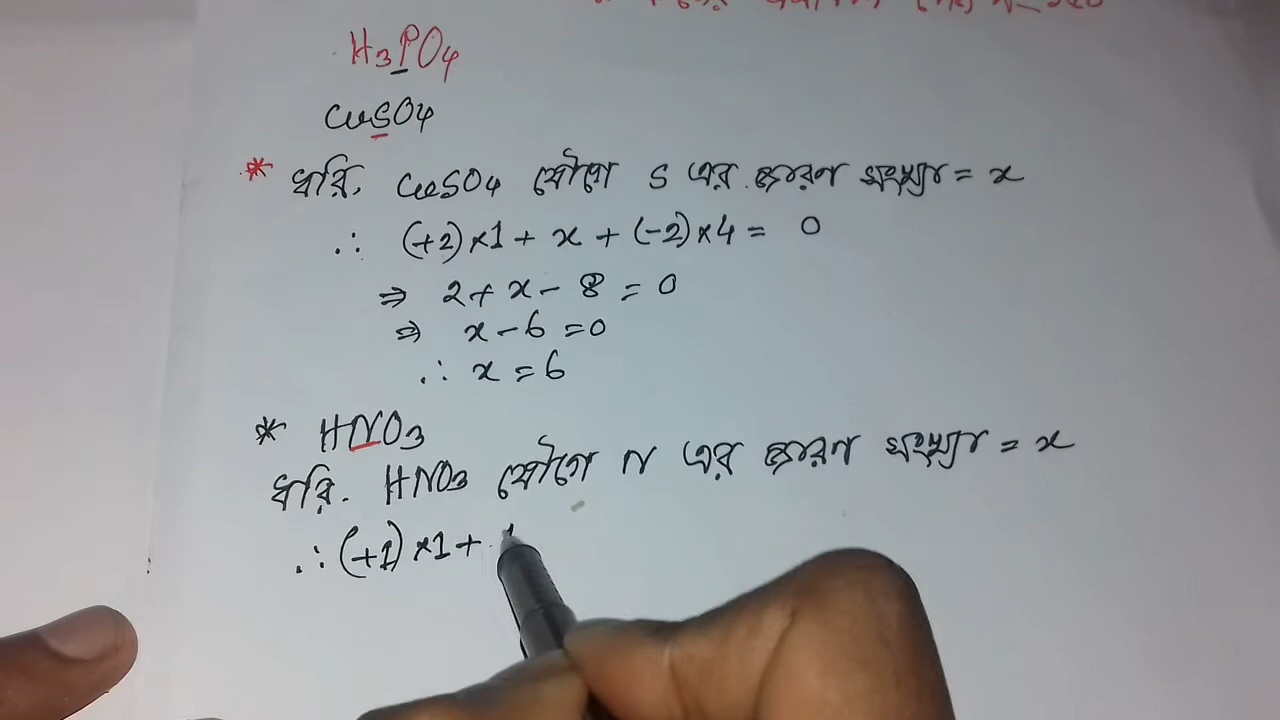 H3PO4
CuSO4
* ধরি, CuSO4 যৌগে S এর জারণ সংখ্যা = x
∴ (+2)×1 + x + (-2)×4 = 0
⇒ 2 + x - 8 = 0
⇒ x - 6 = 0
∴ x = 6
* HNO3
ধরি, HNO3 যৌগে N এর জারণ সংখ্যা = x
∴ (+1)×1 +